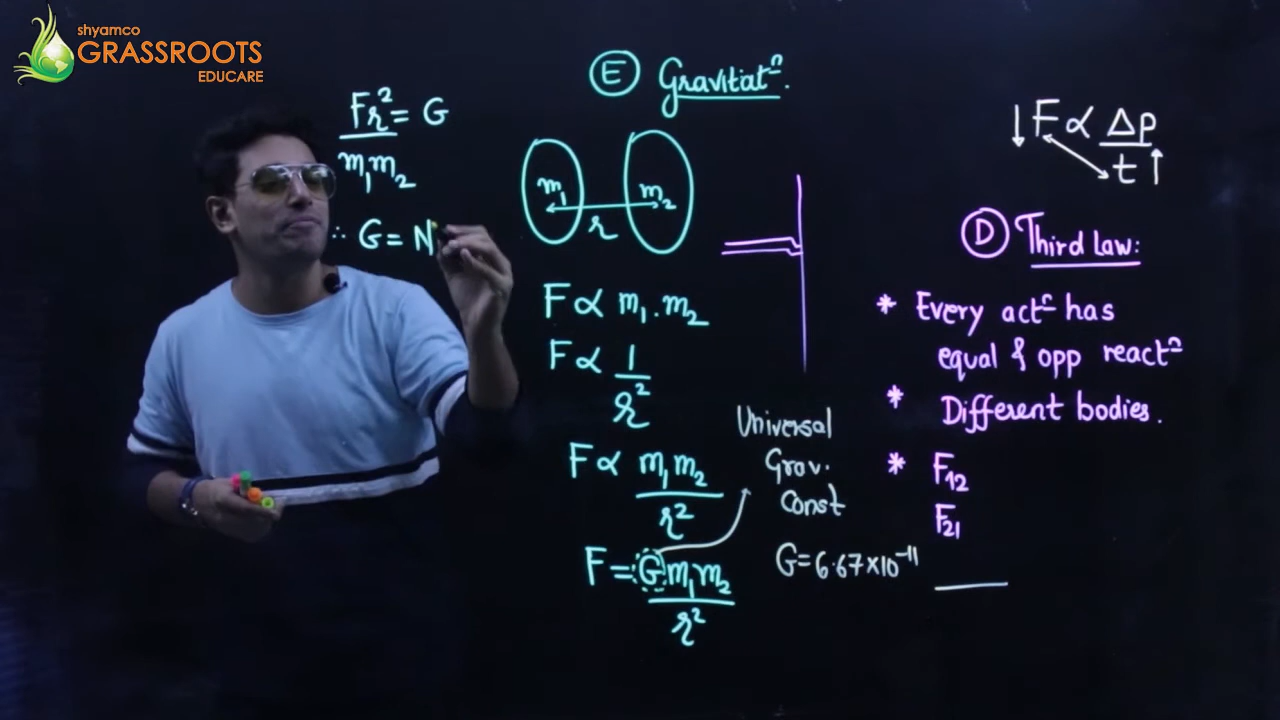 shyamco
GRASSROOTS
EDUCARE
Fr² = G
m₁m₂
∴ G = N
Ⓔ Gravitatⁿ.
m₁
m₂
r
F ∝ m₁.m₂
F ∝ 1
r²
F ∝ m₁m₂
r²
F = G m₁m₂
r²
Universal
Grav.
Const
G = 6.67×10⁻¹¹
↓F ∝ Δp
t↑
Ⓓ Third Law:
* Every actⁿ has
equal & opp reactⁿ
* Different bodies.
* F₁₂
F₂₁